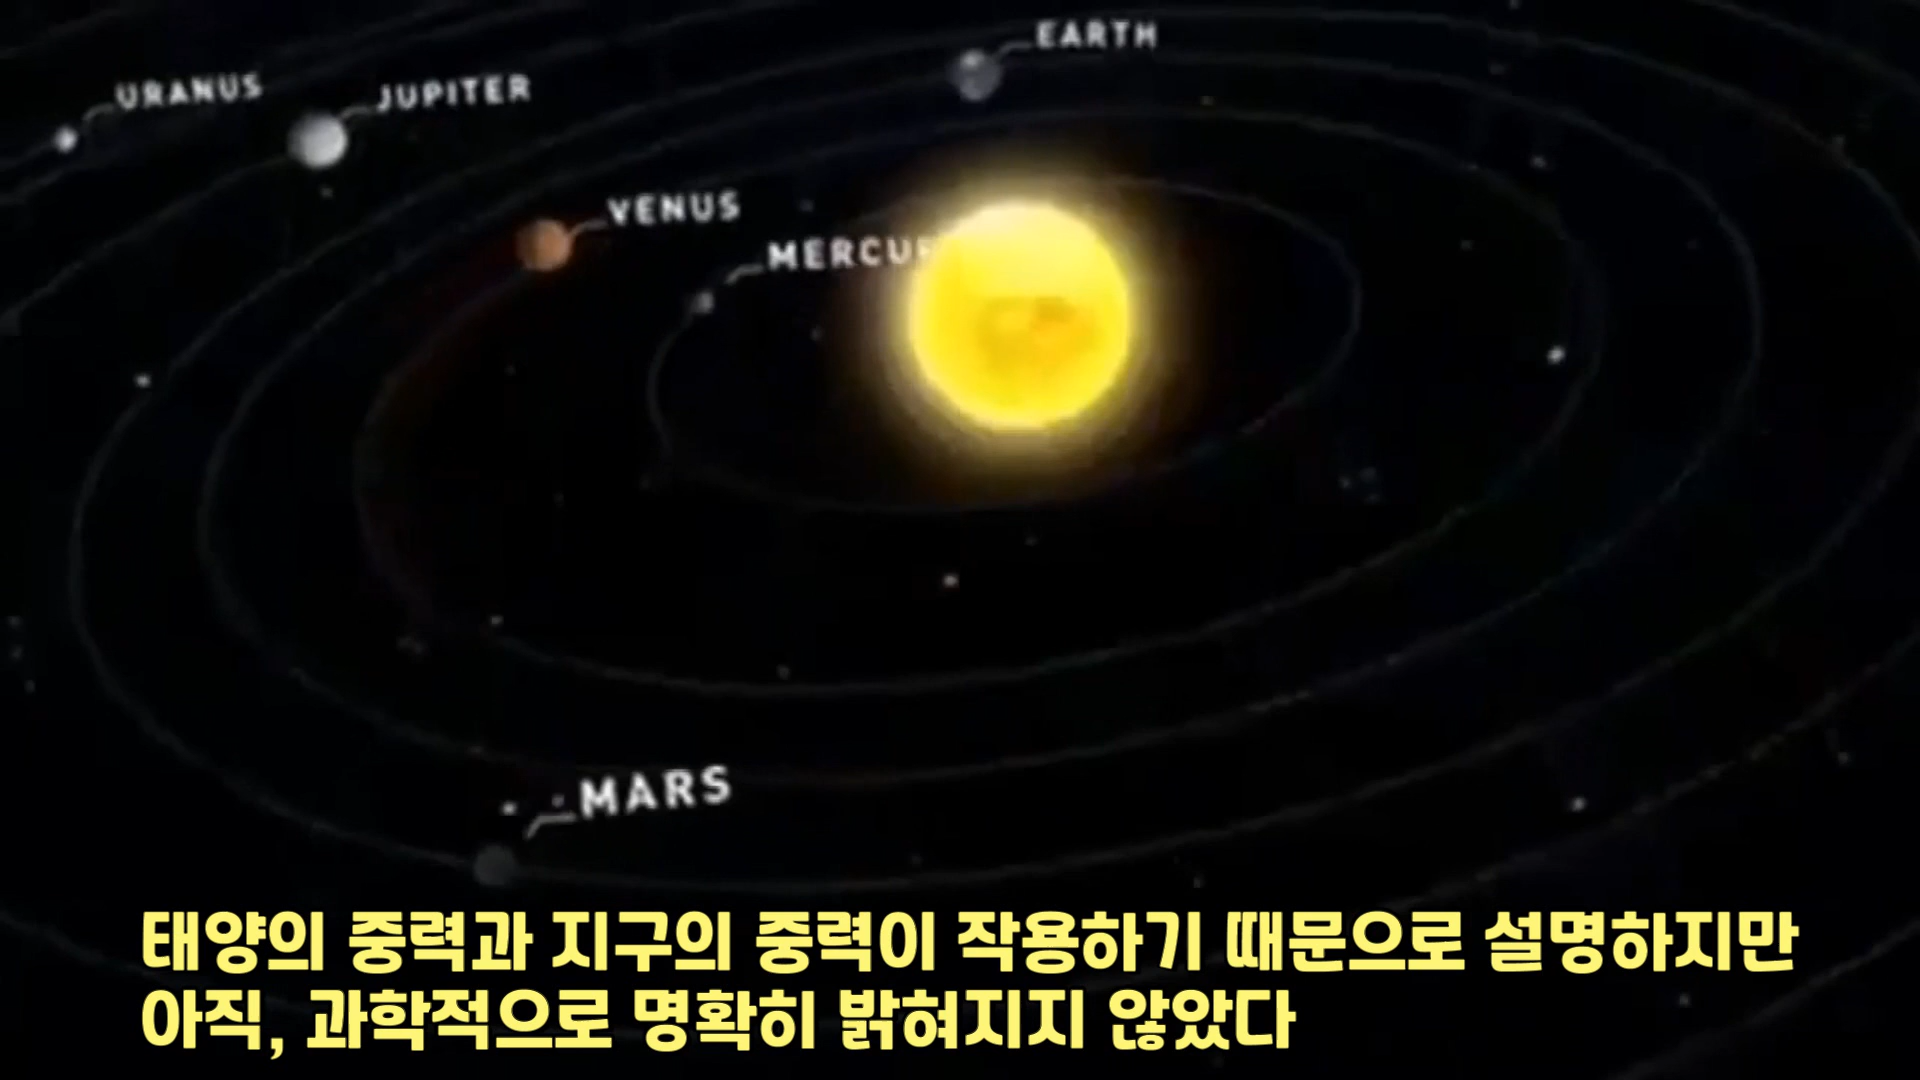 EARTH
URANUS
JUPITER
VENUS
MERCU
MARS
태양의 중력과 지구의 중력이 작용하기 때문으로 설명하지만
아직, 과학적으로 명확히 밝혀지지 않았다